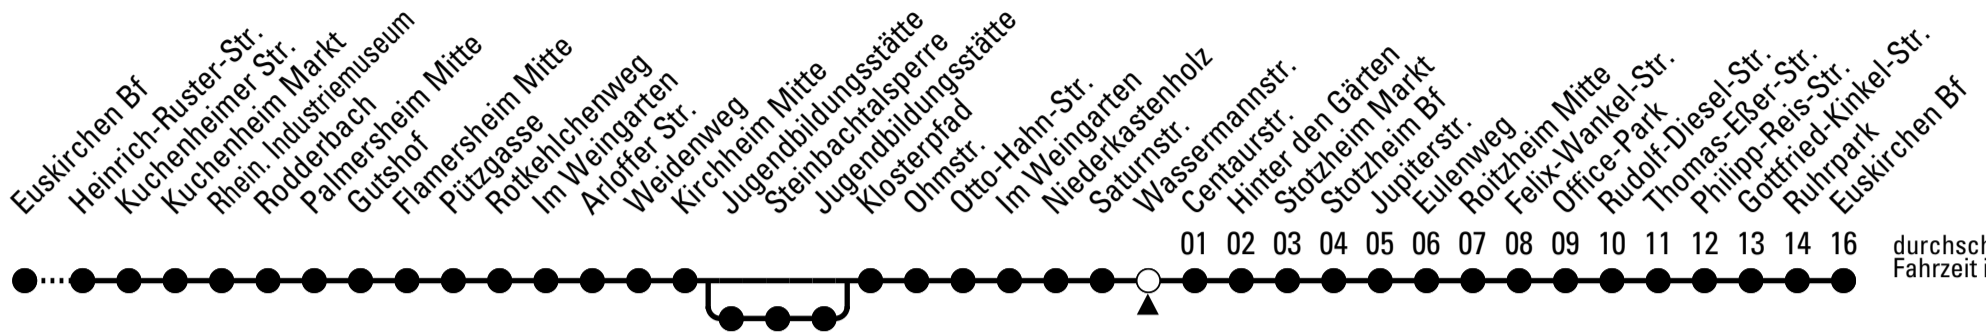 Euskirchen Bf
Heinrich-Ruster-Str.
Kuchenheimer Str.
Kuchenheim Markt
Rhein. Industriemuseum
Rodderbach
Palmersheim Mitte
Gutshof
Flamersheim Mitte
Pützgasse
Rotkehlchenweg
Im Weingarten
Arloffer Str.
Weidenweg
Kirchheim Mitte
Jugendbildungsstätte
Steinbachtalsperre
Jugendbildungsstätte
Klosterpfad
Ohmstr.
Otto-Hahn-Str.
Im Weingarten
Niederkastenholz
Saturnstr.
Wassermannstr.
Centaurstr.
Hinter den Gärten
Stotzheim Markt
Stotzheim Bf
Jupiterstr.
Eulenweg
Roitzheim Mitte
Felix-Wankel-Str.
Office-Park
Rudolf-Diesel-Str.
Thomas-Eßer-Str.
Philipp-Reis-Str.
Gottfried-Kinkel-Str.
Ruhrpark
Euskirchen Bf
01 02 03 04 05 06 07 08 09 10 11 12 13 14 16
durchsch
Fahrzeit i